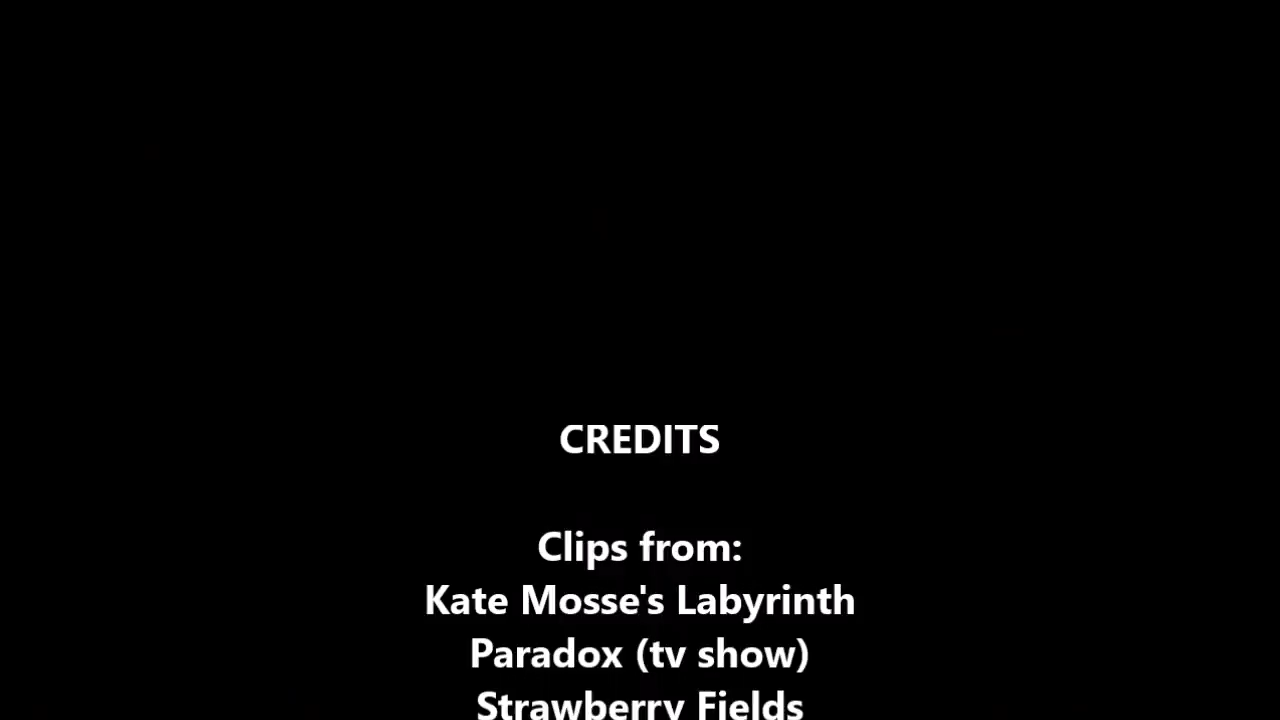 CREDITS
Clips from:
Kate Mosse's Labyrinth
Paradox (tv show)
Strawberry Fields